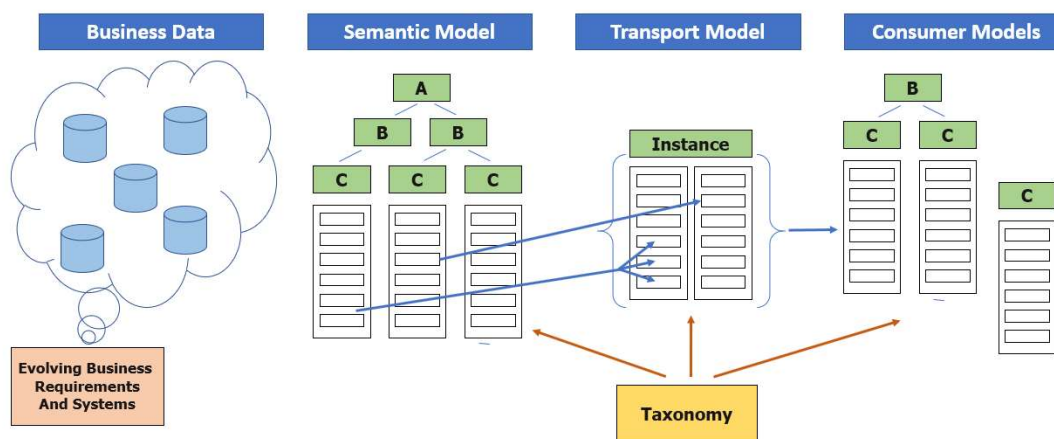 Business Data
Semantic Model
Transport Model
Consumer Models
A
B
B
C
C
C
Instance
B
C
C
C
Evolving Business
Requirements
And Systems
Taxonomy